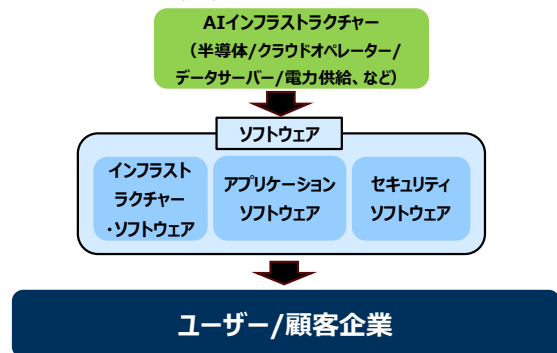 AIインフラストラクチャー
（半導体/クラウドオペレーター/
データサーバー/電力供給、など）
ソフトウェア
インフラスト
ラクチャー
・ソフトウェア
アプリケーション
ソフトウェア
セキュリティ
ソフトウェア
ユーザー/顧客企業